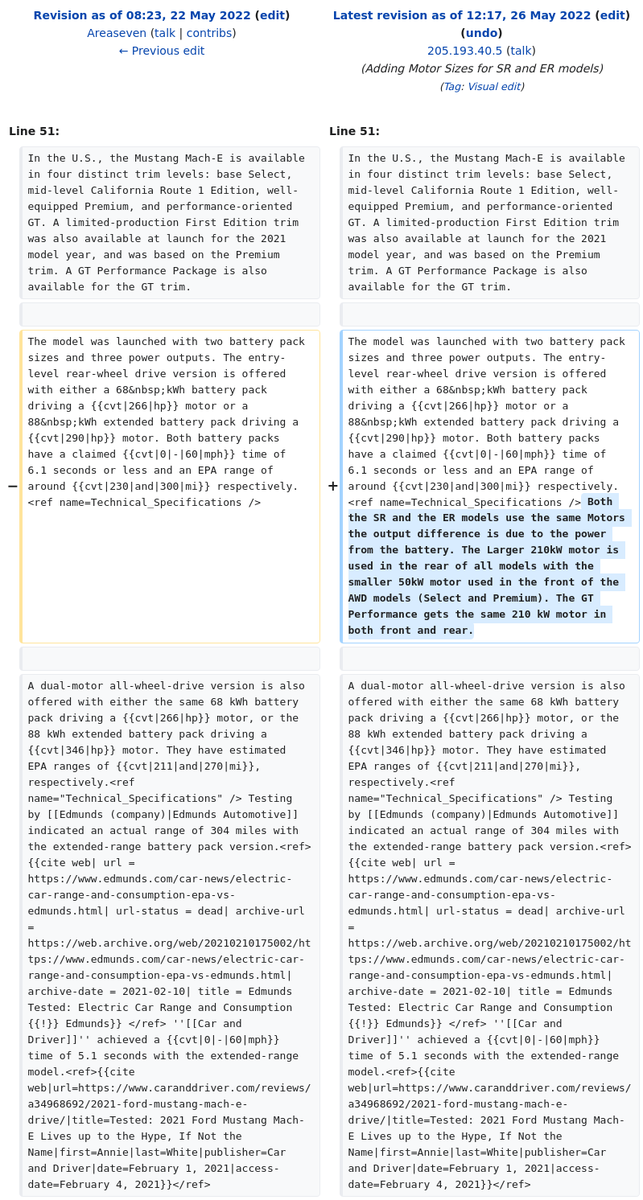 Revision as of 08:23, 22 May 2022 (edit)
Areaseven (talk | contribs)
← Previous edit
Latest revision as of 12:17, 26 May 2022 (edit)
(undo)
205.193.40.5 (talk)
(Adding Motor Sizes for SR and ER models)
(Tag: Visual edit)
Line 51:
Line 51:
In the U.S., the Mustang Mach-E is available
in four distinct trim levels: base Select,
mid-level California Route 1 Edition, well-
equipped Premium, and performance-oriented
GT. A limited-production First Edition trim
was also available at launch for the 2021
model year, and was based on the Premium
trim. A GT Performance Package is also
available for the GT trim.
In the U.S., the Mustang Mach-E is available
in four distinct trim levels: base Select,
mid-level California Route 1 Edition, well-
equipped Premium, and performance-oriented
GT. A limited-production First Edition trim
was also available at launch for the 2021
model year, and was based on the Premium
trim. A GT Performance Package is also
available for the GT trim.
−
The model was launched with two battery pack
sizes and three power outputs. The entry-
level rear-wheel drive version is offered
with either a 68&nbsp;kWh battery pack
driving a {{cvt|266|hp}} motor or a
88&nbsp;kWh extended battery pack driving a
{{cvt|290|hp}} motor. Both battery packs
have a claimed {{cvt|0|-|60|mph}} time of
6.1 seconds or less and an EPA range of
around {{cvt|230|and|300|mi}} respectively.
<ref name=Technical_Specifications />
+
The model was launched with two battery pack
sizes and three power outputs. The entry-
level rear-wheel drive version is offered
with either a 68&nbsp;kWh battery pack
driving a {{cvt|266|hp}} motor or a
88&nbsp;kWh extended battery pack driving a
{{cvt|290|hp}} motor. Both battery packs
have a claimed {{cvt|0|-|60|mph}} time of
6.1 seconds or less and an EPA range of
around {{cvt|230|and|300|mi}} respectively.
<ref name=Technical_Specifications /> Both
the SR and the ER models use the same Motors
the output difference is due to the power
from the battery. The Larger 210kW motor is
used in the rear of all models with the
smaller 50kW motor used in the front of the
AWD models (Select and Premium). The GT
Performance gets the same 210 kW motor in
both front and rear.
A dual-motor all-wheel-drive version is also
offered with either the same 68 kWh battery
pack driving a {{cvt|266|hp}} motor, or the
88 kWh extended battery pack driving a
{{cvt|346|hp}} motor. They have estimated
EPA ranges of {{cvt|211|and|270|mi}},
respectively.<ref
name="Technical_Specifications" /> Testing
by [[Edmunds (company)|Edmunds Automotive]]
indicated an actual range of 304 miles with
the extended-range battery pack version.<ref>
{{cite web| url =
https://www.edmunds.com/car-news/electric-
car-range-and-consumption-epa-vs-
edmunds.html| url-status = dead| archive-url
=
https://web.archive.org/web/20210210175002/ht
tps://www.edmunds.com/car-news/electric-car-
range-and-consumption-epa-vs-edmunds.html|
archive-date = 2021-02-10| title = Edmunds
Tested: Electric Car Range and Consumption
{{!}} Edmunds}} </ref> ''[[Car and
Driver]]'' achieved a {{cvt|0|-|60|mph}}
time of 5.1 seconds with the extended-range
model.<ref>{{cite
web|url=https://www.caranddriver.com/reviews/
a34968692/2021-ford-mustang-mach-e-
drive/|title=Tested: 2021 Ford Mustang Mach-
E Lives up to the Hype, If Not the
Name|first=Annie|last=White|publisher=Car
and Driver|date=February 1, 2021|access-
date=February 4, 2021}}</ref>
A dual-motor all-wheel-drive version is also
offered with either the same 68 kWh battery
pack driving a {{cvt|266|hp}} motor, or the
88 kWh extended battery pack driving a
{{cvt|346|hp}} motor. They have estimated
EPA ranges of {{cvt|211|and|270|mi}},
respectively.<ref
name="Technical_Specifications" /> Testing
by [[Edmunds (company)|Edmunds Automotive]]
indicated an actual range of 304 miles with
the extended-range battery pack version.<ref>
{{cite web| url =
https://www.edmunds.com/car-news/electric-
car-range-and-consumption-epa-vs-
edmunds.html| url-status = dead| archive-url
=
https://web.archive.org/web/20210210175002/ht
tps://www.edmunds.com/car-news/electric-car-
range-and-consumption-epa-vs-edmunds.html|
archive-date = 2021-02-10| title = Edmunds
Tested: Electric Car Range and Consumption
{{!}} Edmunds}} </ref> ''[[Car and
Driver]]'' achieved a {{cvt|0|-|60|mph}}
time of 5.1 seconds with the extended-range
model.<ref>{{cite
web|url=https://www.caranddriver.com/reviews/
a34968692/2021-ford-mustang-mach-e-
drive/|title=Tested: 2021 Ford Mustang Mach-
E Lives up to the Hype, If Not the
Name|first=Annie|last=White|publisher=Car
and Driver|date=February 1, 2021|access-
date=February 4, 2021}}</ref>